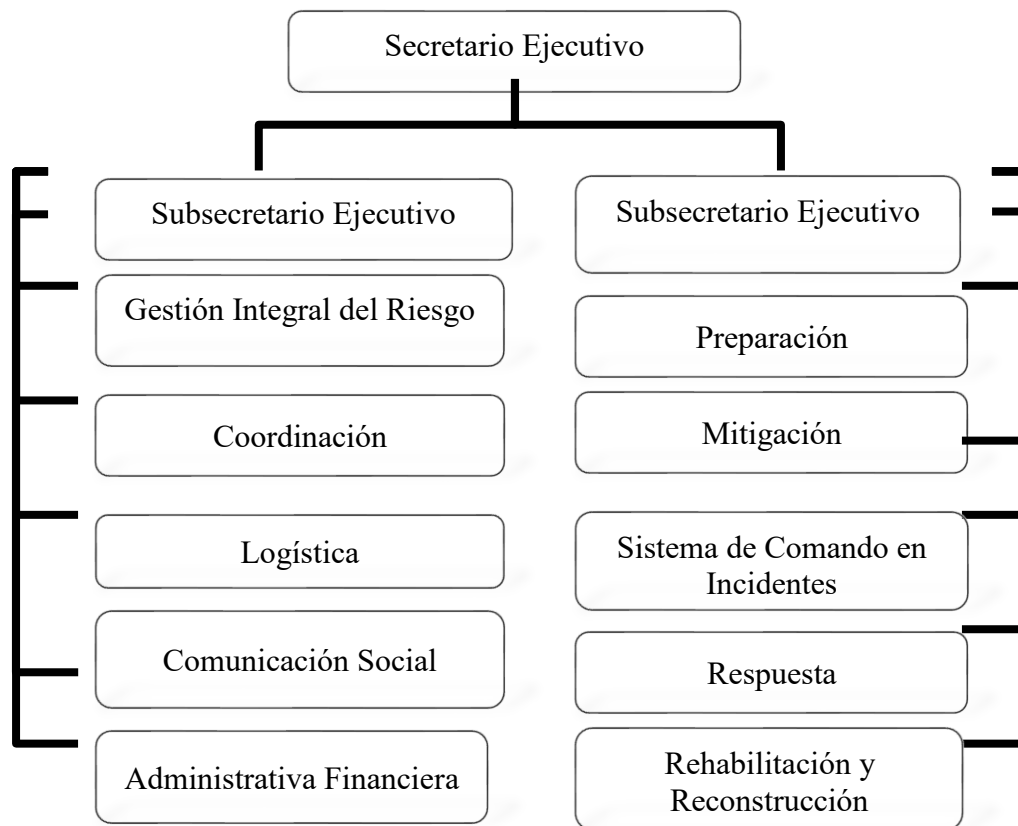 Secretario Ejecutivo
Subsecretario Ejecutivo
Gestión Integral del Riesgo
Coordinación
Logística
Comunicación Social
Administrativa Financiera
Subsecretario Ejecutivo
Preparación
Mitigación
Sistema de Comando en
Incidentes
Respuesta
Rehabilitación y
Reconstrucción